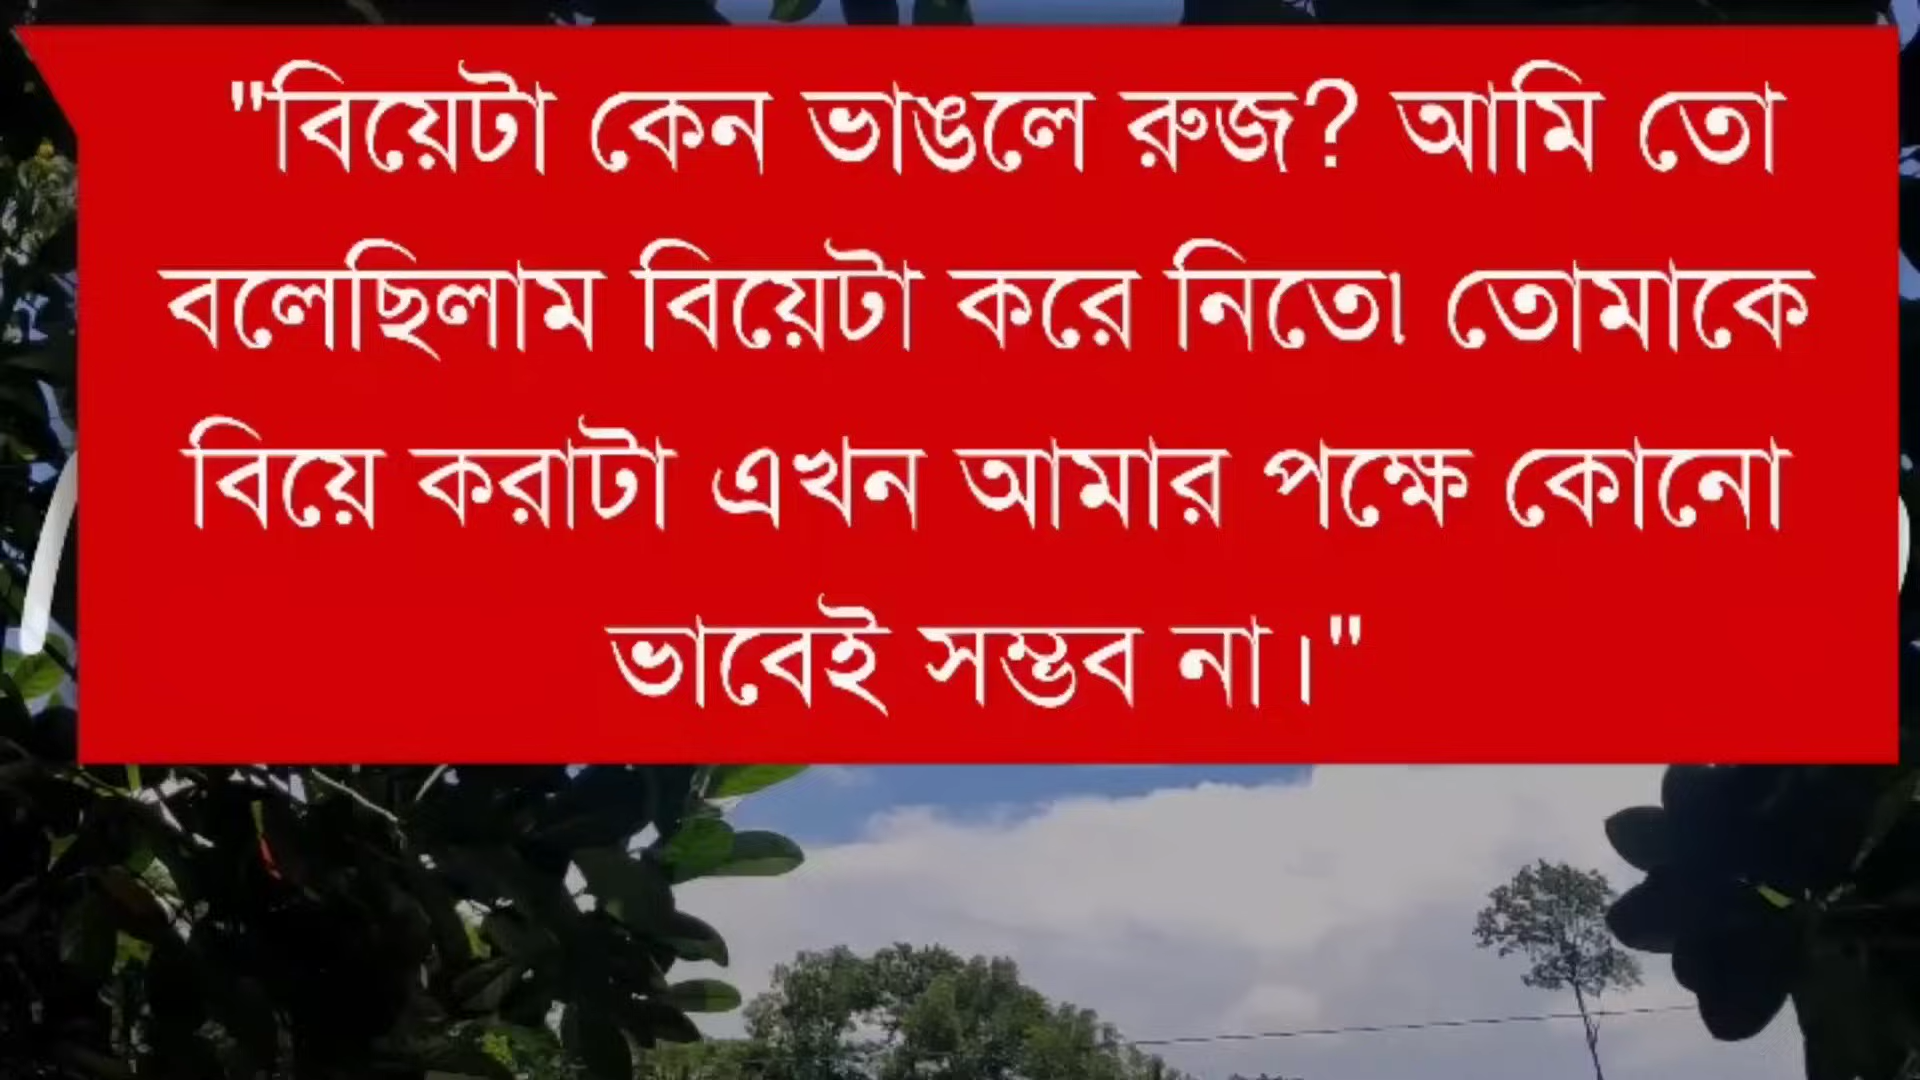 "বিয়েটা কেন ভাঙলে রুজ? আমি তো
বলেছিলাম বিয়েটা করে নিতে৷ তোমাকে
বিয়ে করাটা এখন আমার পক্ষে কোনো
ভাবেই সম্ভব না।"